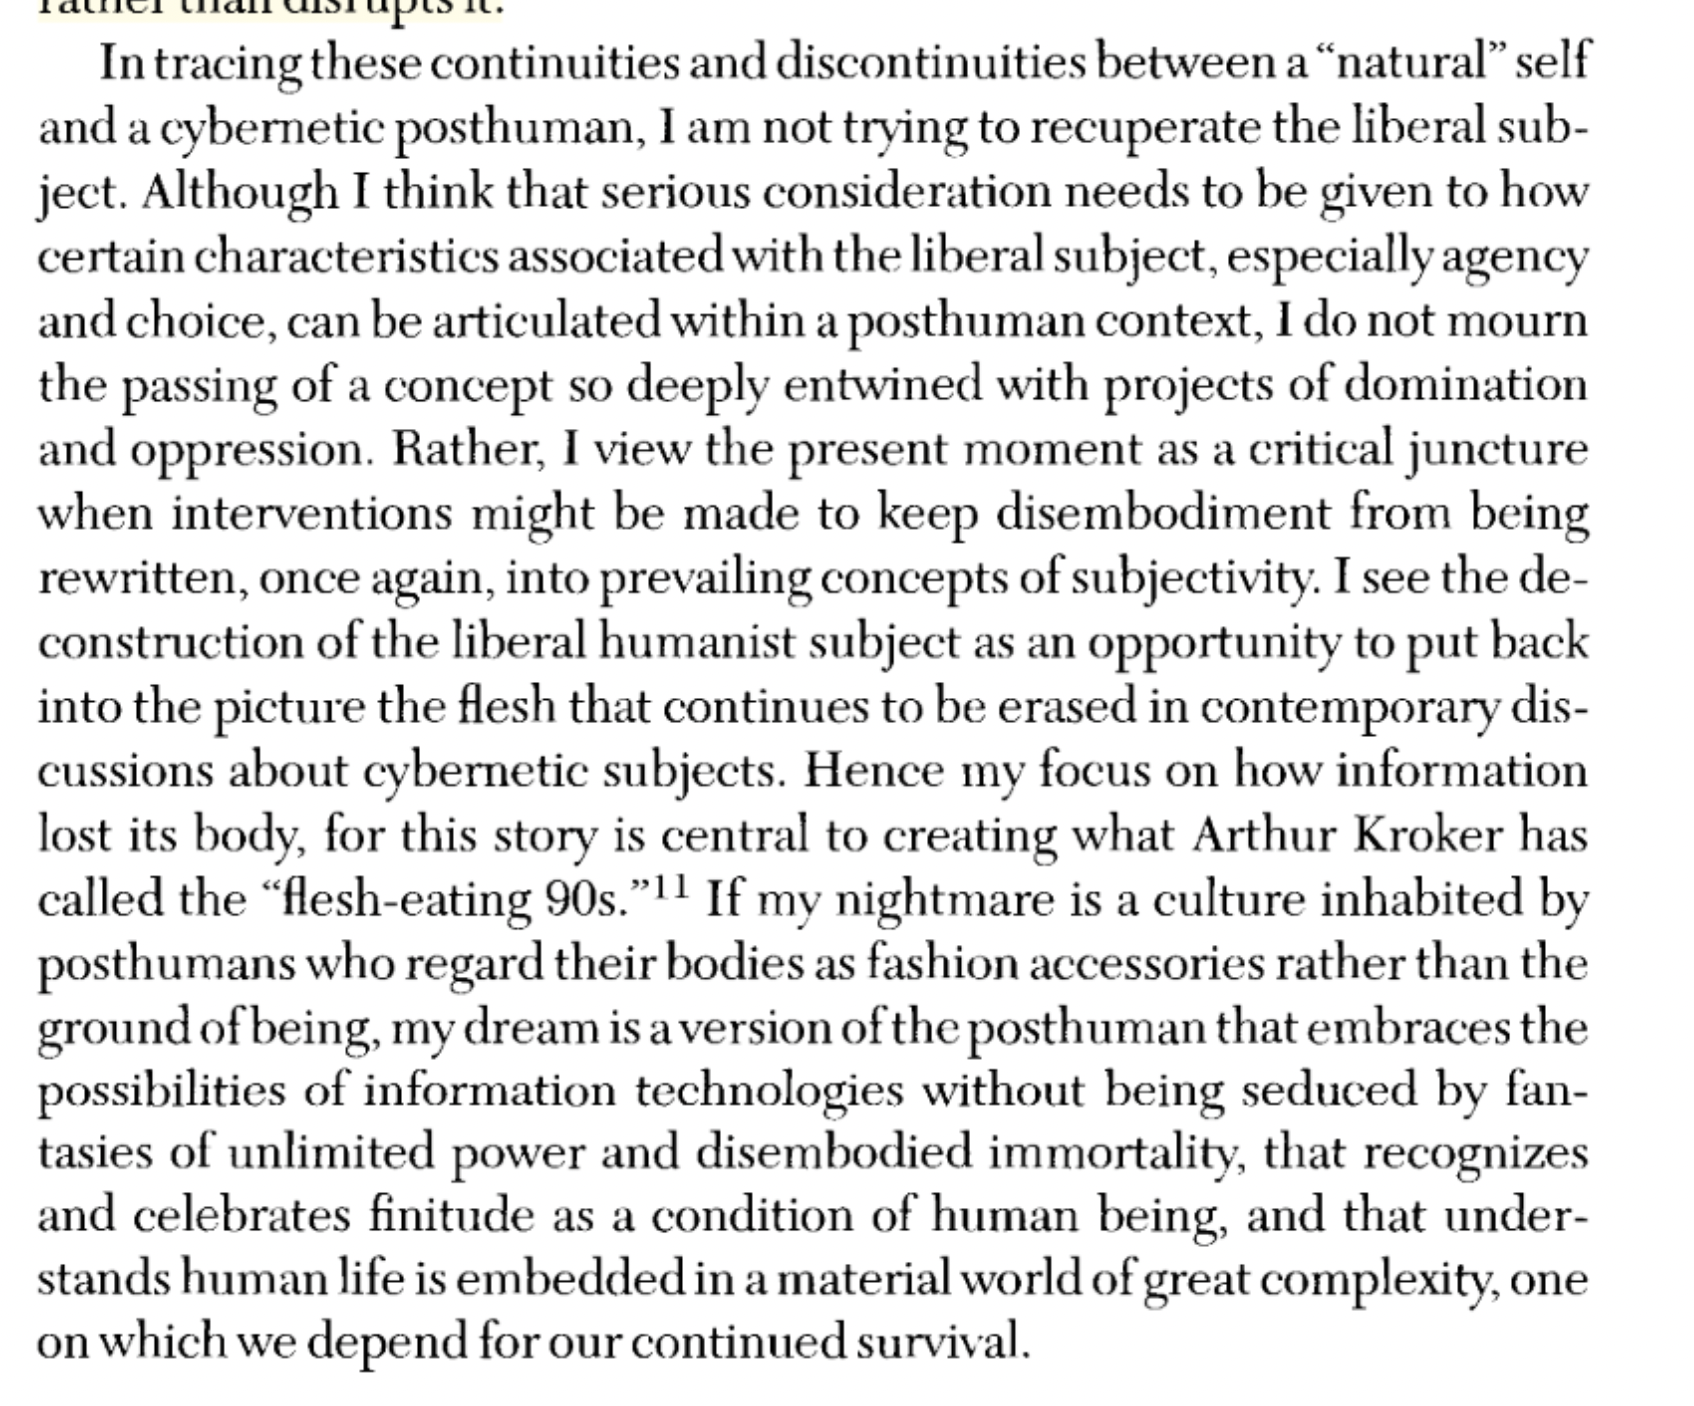 rather than disrupts it.
In tracing these continuities and discontinuities between a “natural” self
and a cybernetic posthuman, I am not trying to recuperate the liberal sub-
ject. Although I think that serious consideration needs to be given to how
certain characteristics associated with the liberal subject, especially agency
and choice, can be articulated within a posthuman context, I do not mourn
the passing of a concept so deeply entwined with projects of domination
and oppression. Rather, I view the present moment as a critical juncture
when interventions might be made to keep disembodiment from being
rewritten, once again, into prevailing concepts of subjectivity. I see the de-
construction of the liberal humanist subject as an opportunity to put back
into the picture the flesh that continues to be erased in contemporary dis-
cussions about cybernetic subjects. Hence my focus on how information
lost its body, for this story is central to creating what Arthur Kroker has
called the “flesh-eating 90s.”11 If my nightmare is a culture inhabited by
posthumans who regard their bodies as fashion accessories rather than the
ground of being, my dream is a version of the posthuman that embraces the
possibilities of information technologies without being seduced by fan-
tasies of unlimited power and disembodied immortality, that recognizes
and celebrates finitude as a condition of human being, and that under-
stands human life is embedded in a material world of great complexity, one
on which we depend for our continued survival.